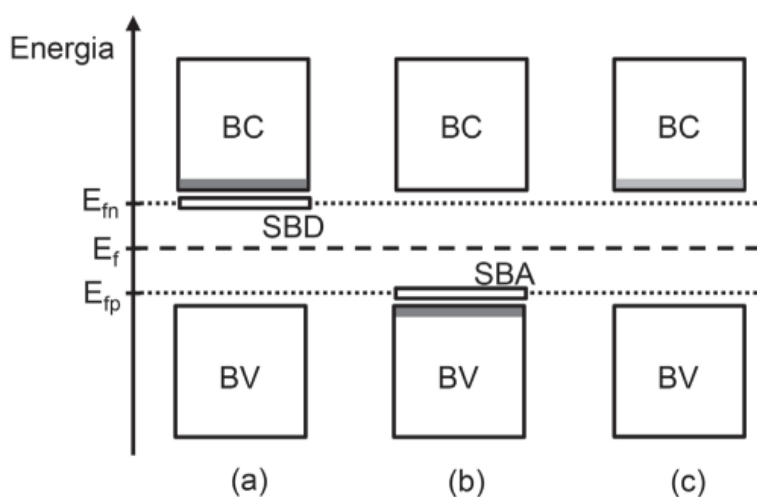 Energia
BC BC BC
E_fn
SBD
E_f
SBA
E_fp
BV BV BV
(a) (b) (c)